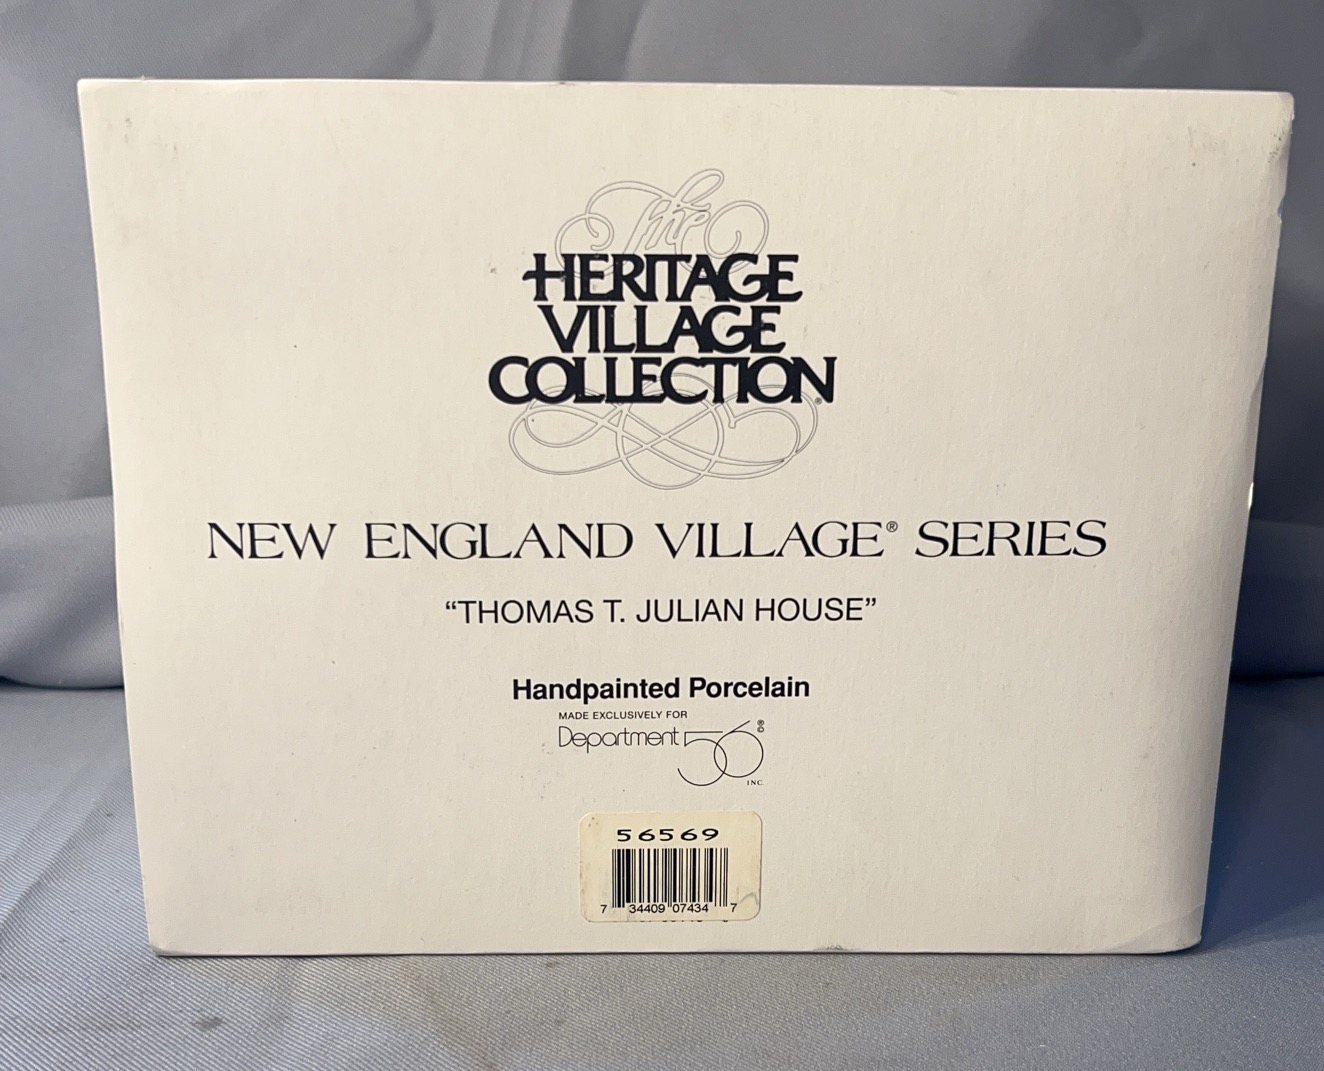 The
HERITAGE
VILLAGE
COLLECTION®
NEW ENGLAND VILLAGE® SERIES
“THOMAS T. JULIAN HOUSE”
Handpainted Porcelain
MADE EXCLUSIVELY FOR
Department 56 ® ©
INC.
56569
7 34409 07434 7